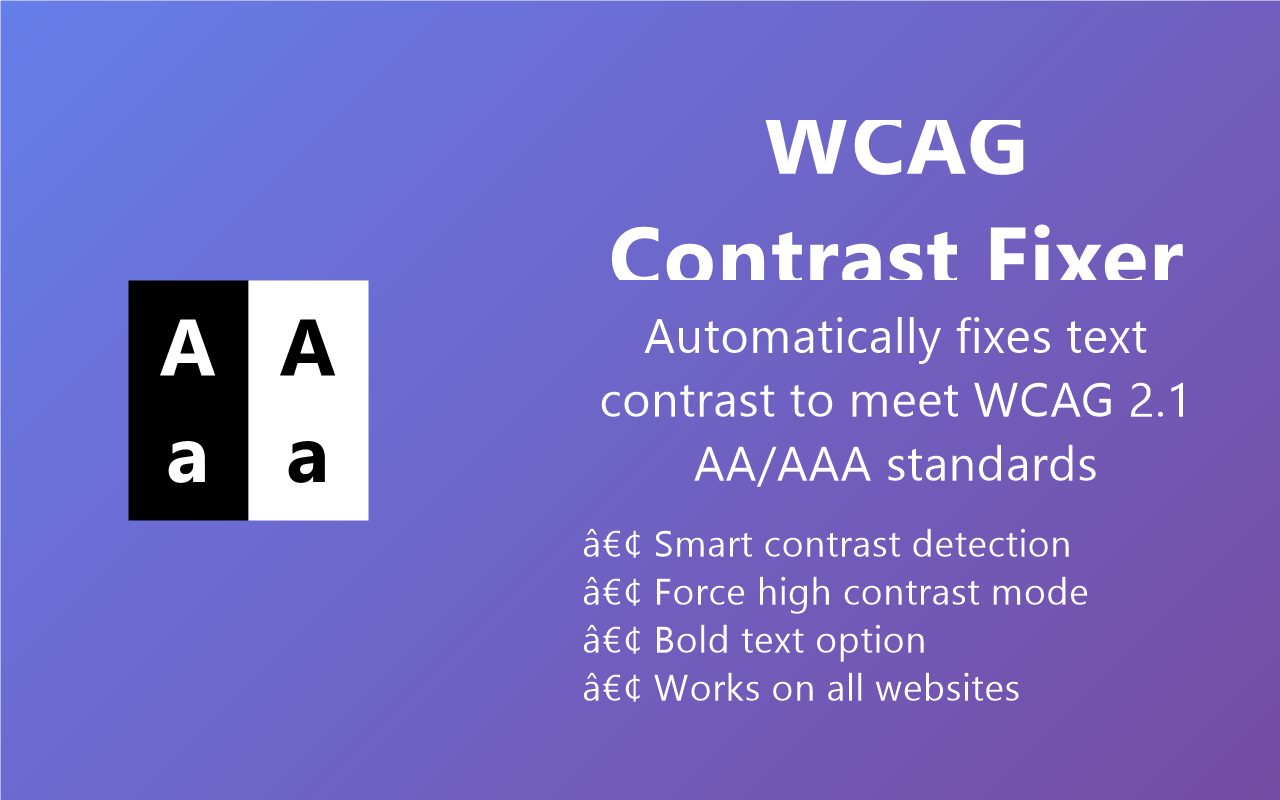 A A
a a
WCAG
Contrast Fixer
Automatically fixes text
contrast to meet WCAG 2.1
AA/AAA standards
â€¢ Smart contrast detection
â€¢ Force high contrast mode
â€¢ Bold text option
â€¢ Works on all websites